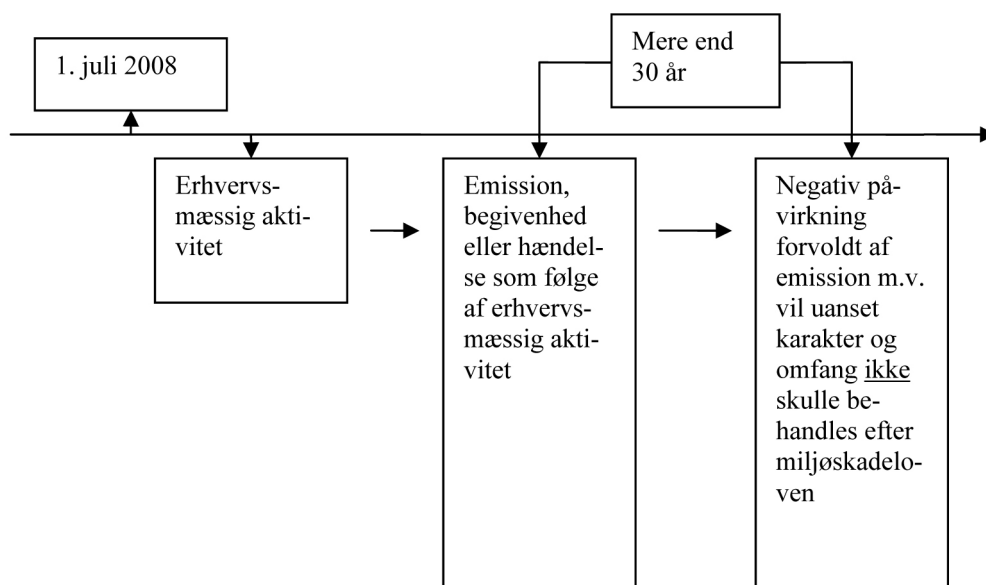 1. juli 2008
Mere end
30 år
Erhvervs-
mæssig akti-
vitet
Emission,
begivenhed
eller hændel-
se som følge
af erhvervs-
mæssig akti-
vitet
Negativ på-
virkning
forvoldt af
emission m.v.
vil uanset
karakter og
omfang ikke
skulle be-
handles efter
miljøskadelo-
ven